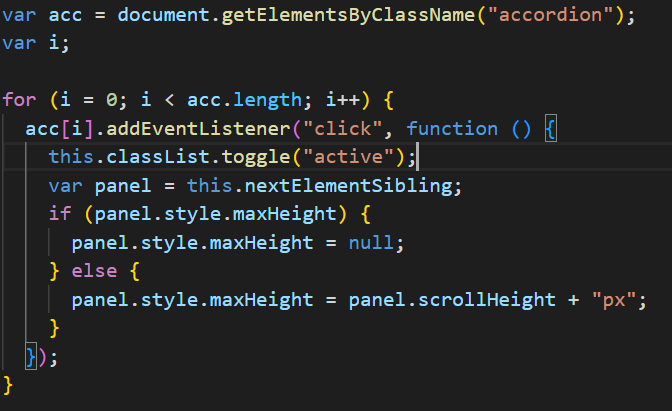 var acc = document.getElementsByClassName("accordion");
var i;

for (i = 0; i < acc.length; i++) {
  acc[i].addEventListener("click", function () {
    this.classList.toggle("active");
    var panel = this.nextElementSibling;
    if (panel.style.maxHeight) {
      panel.style.maxHeight = null;
    } else {
      panel.style.maxHeight = panel.scrollHeight + "px";
    }
  });
}